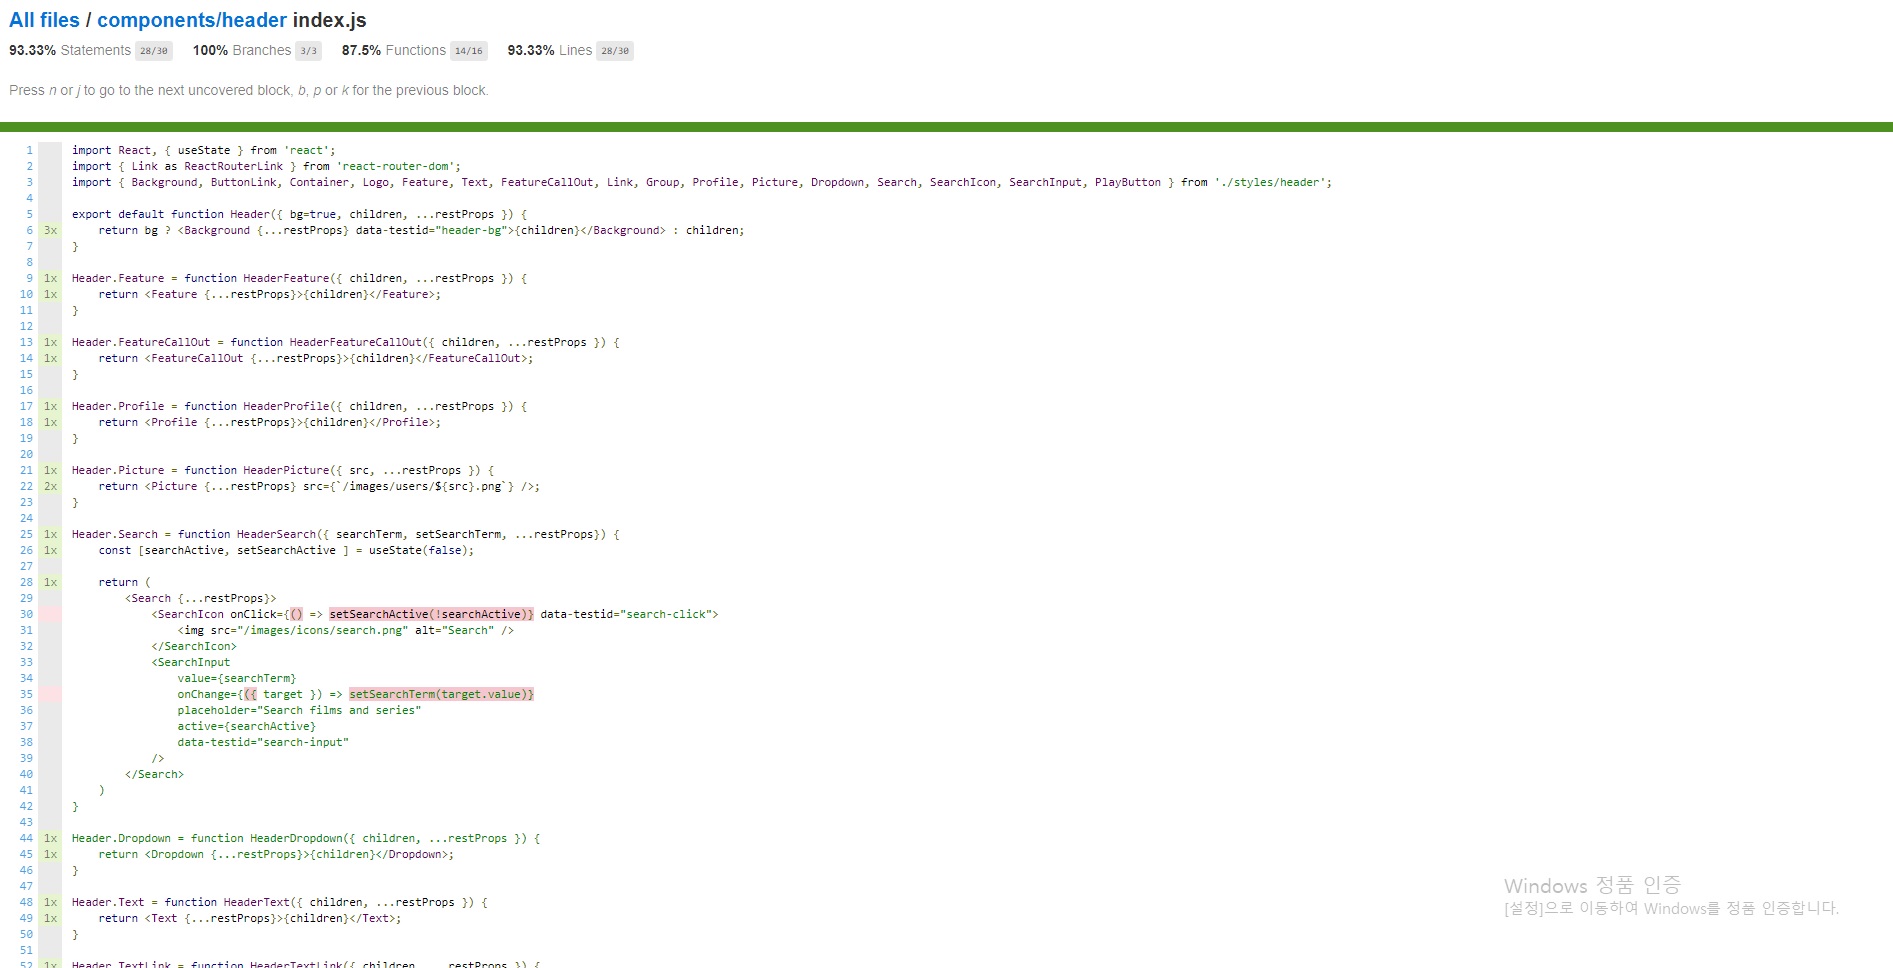 All files / components/header index.js
93.33% Statements 28/30 100% Branches 3/3 87.5% Functions 14/16 93.33% Lines 28/30
Press n or j to go to the next uncovered block, b, p or k for the previous block.
1 import React, { useState } from 'react';
2 import { Link as ReactRouterLink } from 'react-router-dom';
3 import { Background, ButtonLink, Container, Logo, Feature, Text, FeatureCallOut, Link, Group, Profile, Picture, Dropdown, Search, SearchIcon, SearchInput, PlayButton } from './styles/header';
4
5 export default function Header({ bg=true, children, ...restProps }) {
6 3x return bg ? <Background {...restProps} data-testid="header-bg">{children}</Background> : children;
7 }
8
9 1x Header.Feature = function HeaderFeature({ children, ...restProps }) {
10 1x return <Feature {...restProps}>{children}</Feature>;
11 }
12
13 1x Header.FeatureCallOut = function HeaderFeatureCallOut({ children, ...restProps }) {
14 1x return <FeatureCallOut {...restProps}>{children}</FeatureCallOut>;
15 }
16
17 1x Header.Profile = function HeaderProfile({ children, ...restProps }) {
18 1x return <Profile {...restProps}>{children}</Profile>;
19 }
20
21 1x Header.Picture = function HeaderPicture({ src, ...restProps }) {
22 2x return <Picture {...restProps} src={`/images/users/${src}.png`} />;
23 }
24
25 1x Header.Search = function HeaderSearch({ searchTerm, setSearchTerm, ...restProps}) {
26 1x const [searchActive, setSearchActive ] = useState(false);
27
28 1x return (
29 <Search {...restProps}>
30 <SearchIcon onClick={() => setSearchActive(!searchActive)} data-testid="search-click">
31 <img src="/images/icons/search.png" alt="Search" />
32 </SearchIcon>
33 <SearchInput
34 value={searchTerm}
35 onChange={({ target }) => setSearchTerm(target.value)}
36 placeholder="Search films and series"
37 active={searchActive}
38 data-testid="search-input"
39 />
40 </Search>
41 )
42 }
43
44 1x Header.Dropdown = function HeaderDropdown({ children, ...restProps }) {
45 1x return <Dropdown {...restProps}>{children}</Dropdown>;
46 }
47
48 1x Header.Text = function HeaderText({ children, ...restProps }) {
49 1x return <Text {...restProps}>{children}</Text>;
50 }
51
52 1x Header.TextLink = function HeaderTextLink({ children, ...restProps }) {
Windows 정품 인증
[설정]으로 이동하여 Windows를 정품 인증합니다.